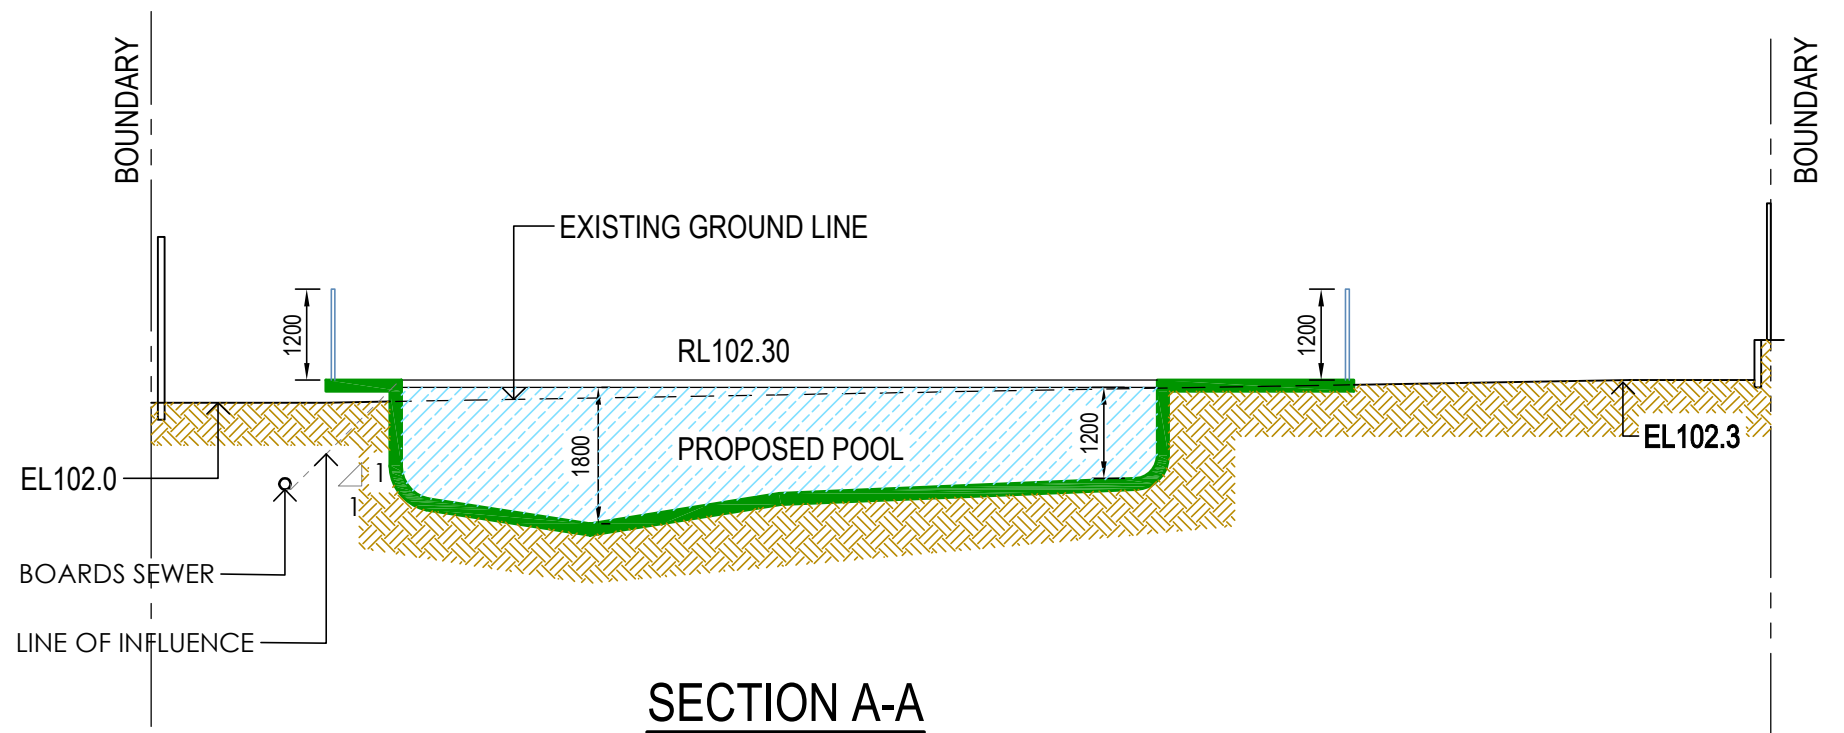 BOUNDARY
BOUNDARY
EXISTING GROUND LINE
1200
1200
RL102.30
1800
PROPOSED POOL
1200
EL102.3
EL102.0
1
1
BOARDS SEWER
LINE OF INFLUENCE
SECTION A-A